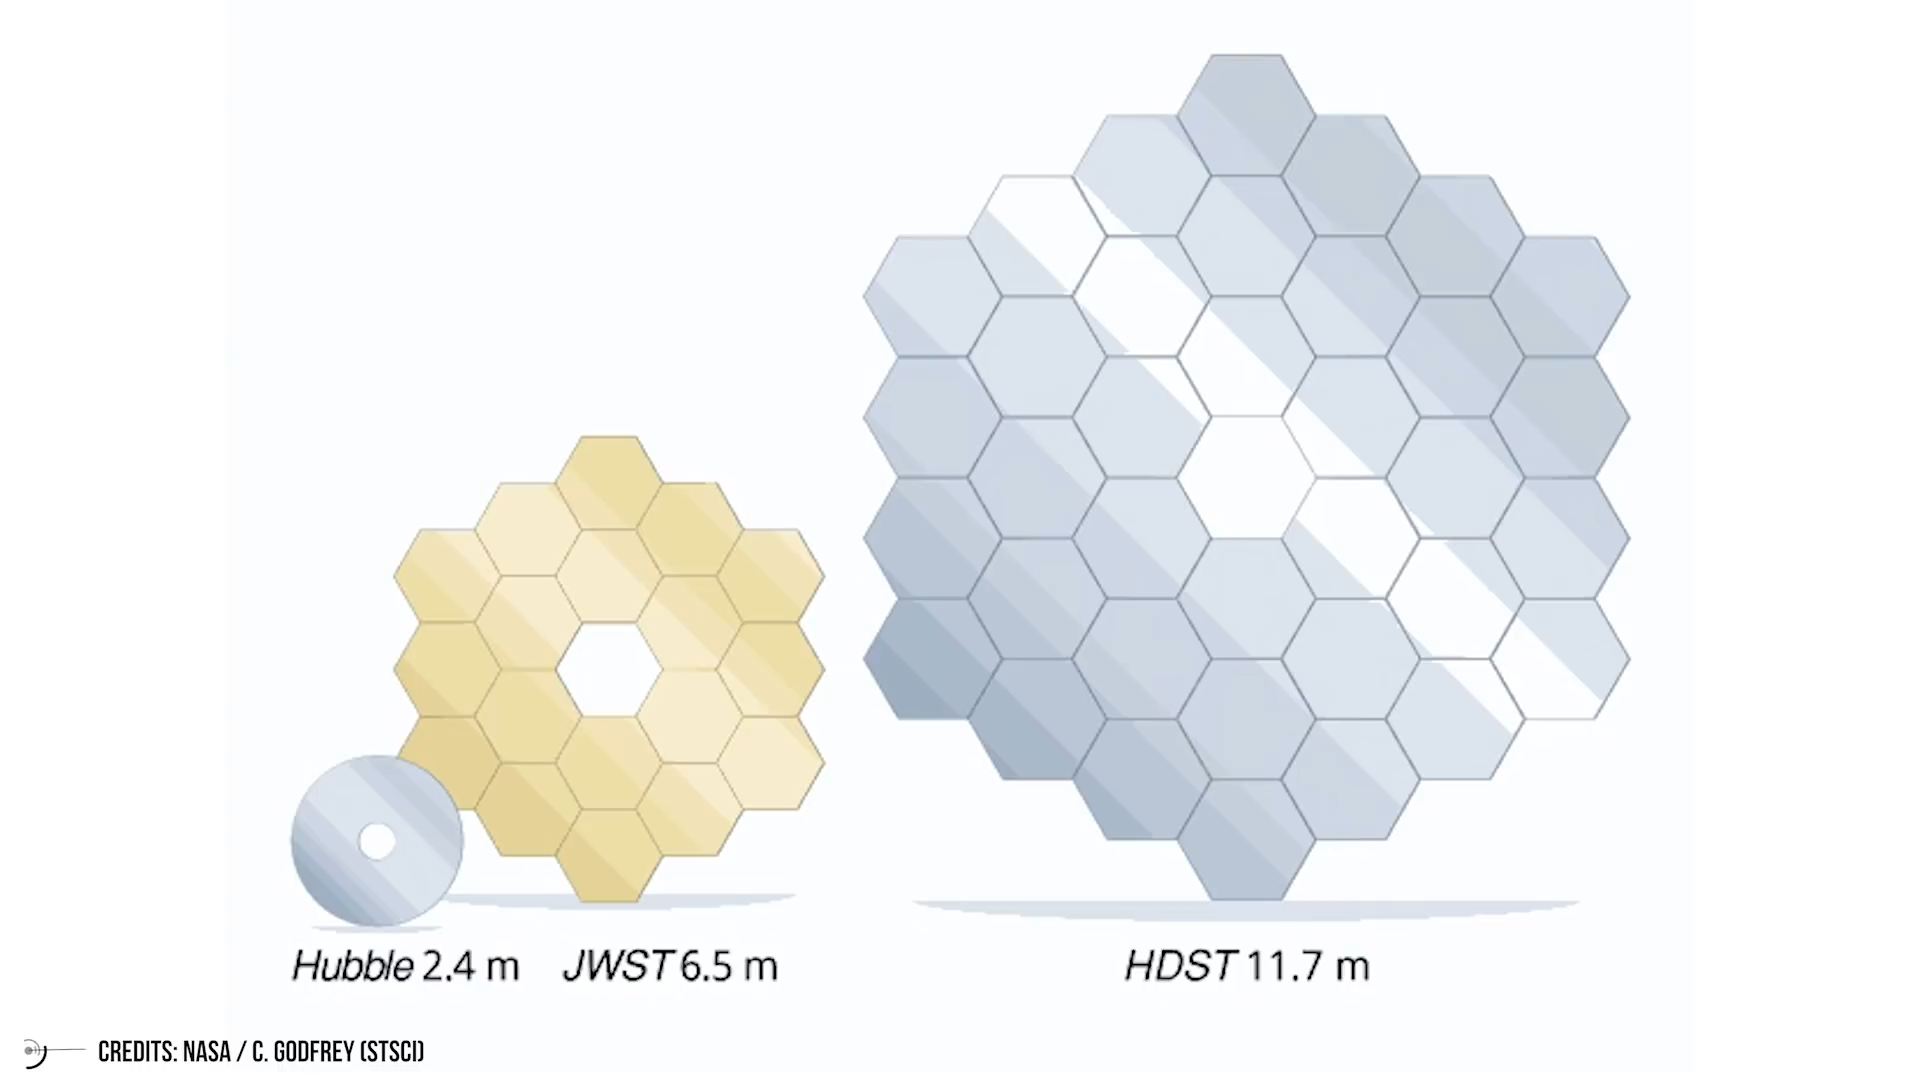 Hubble 2.4 m JWST 6.5 m HDST 11.7 m
CREDITS: NASA / C. GODFREY (STSCI)